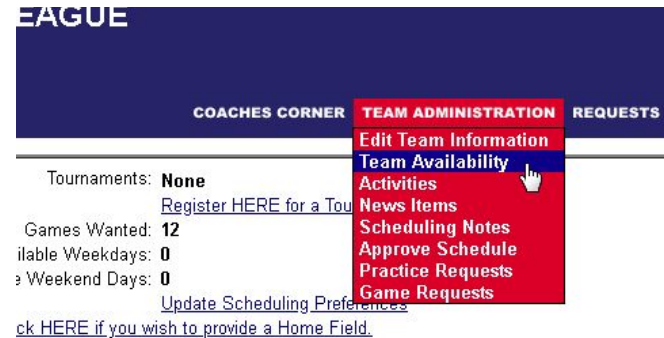 EAGUE
COACHES CORNER TEAM ADMINISTRATION REQUESTS
Edit Team Information
Team Availability
Activities
News Items
Scheduling Notes
Approve Schedule
Practice Requests
Game Requests
Tournaments: None
Register HERE for a Tou
Games Wanted: 12
ilable Weekdays: 0
Weekend Days: 0
Update Scheduling Preferences
ck HERE if you wish to provide a Home Field.